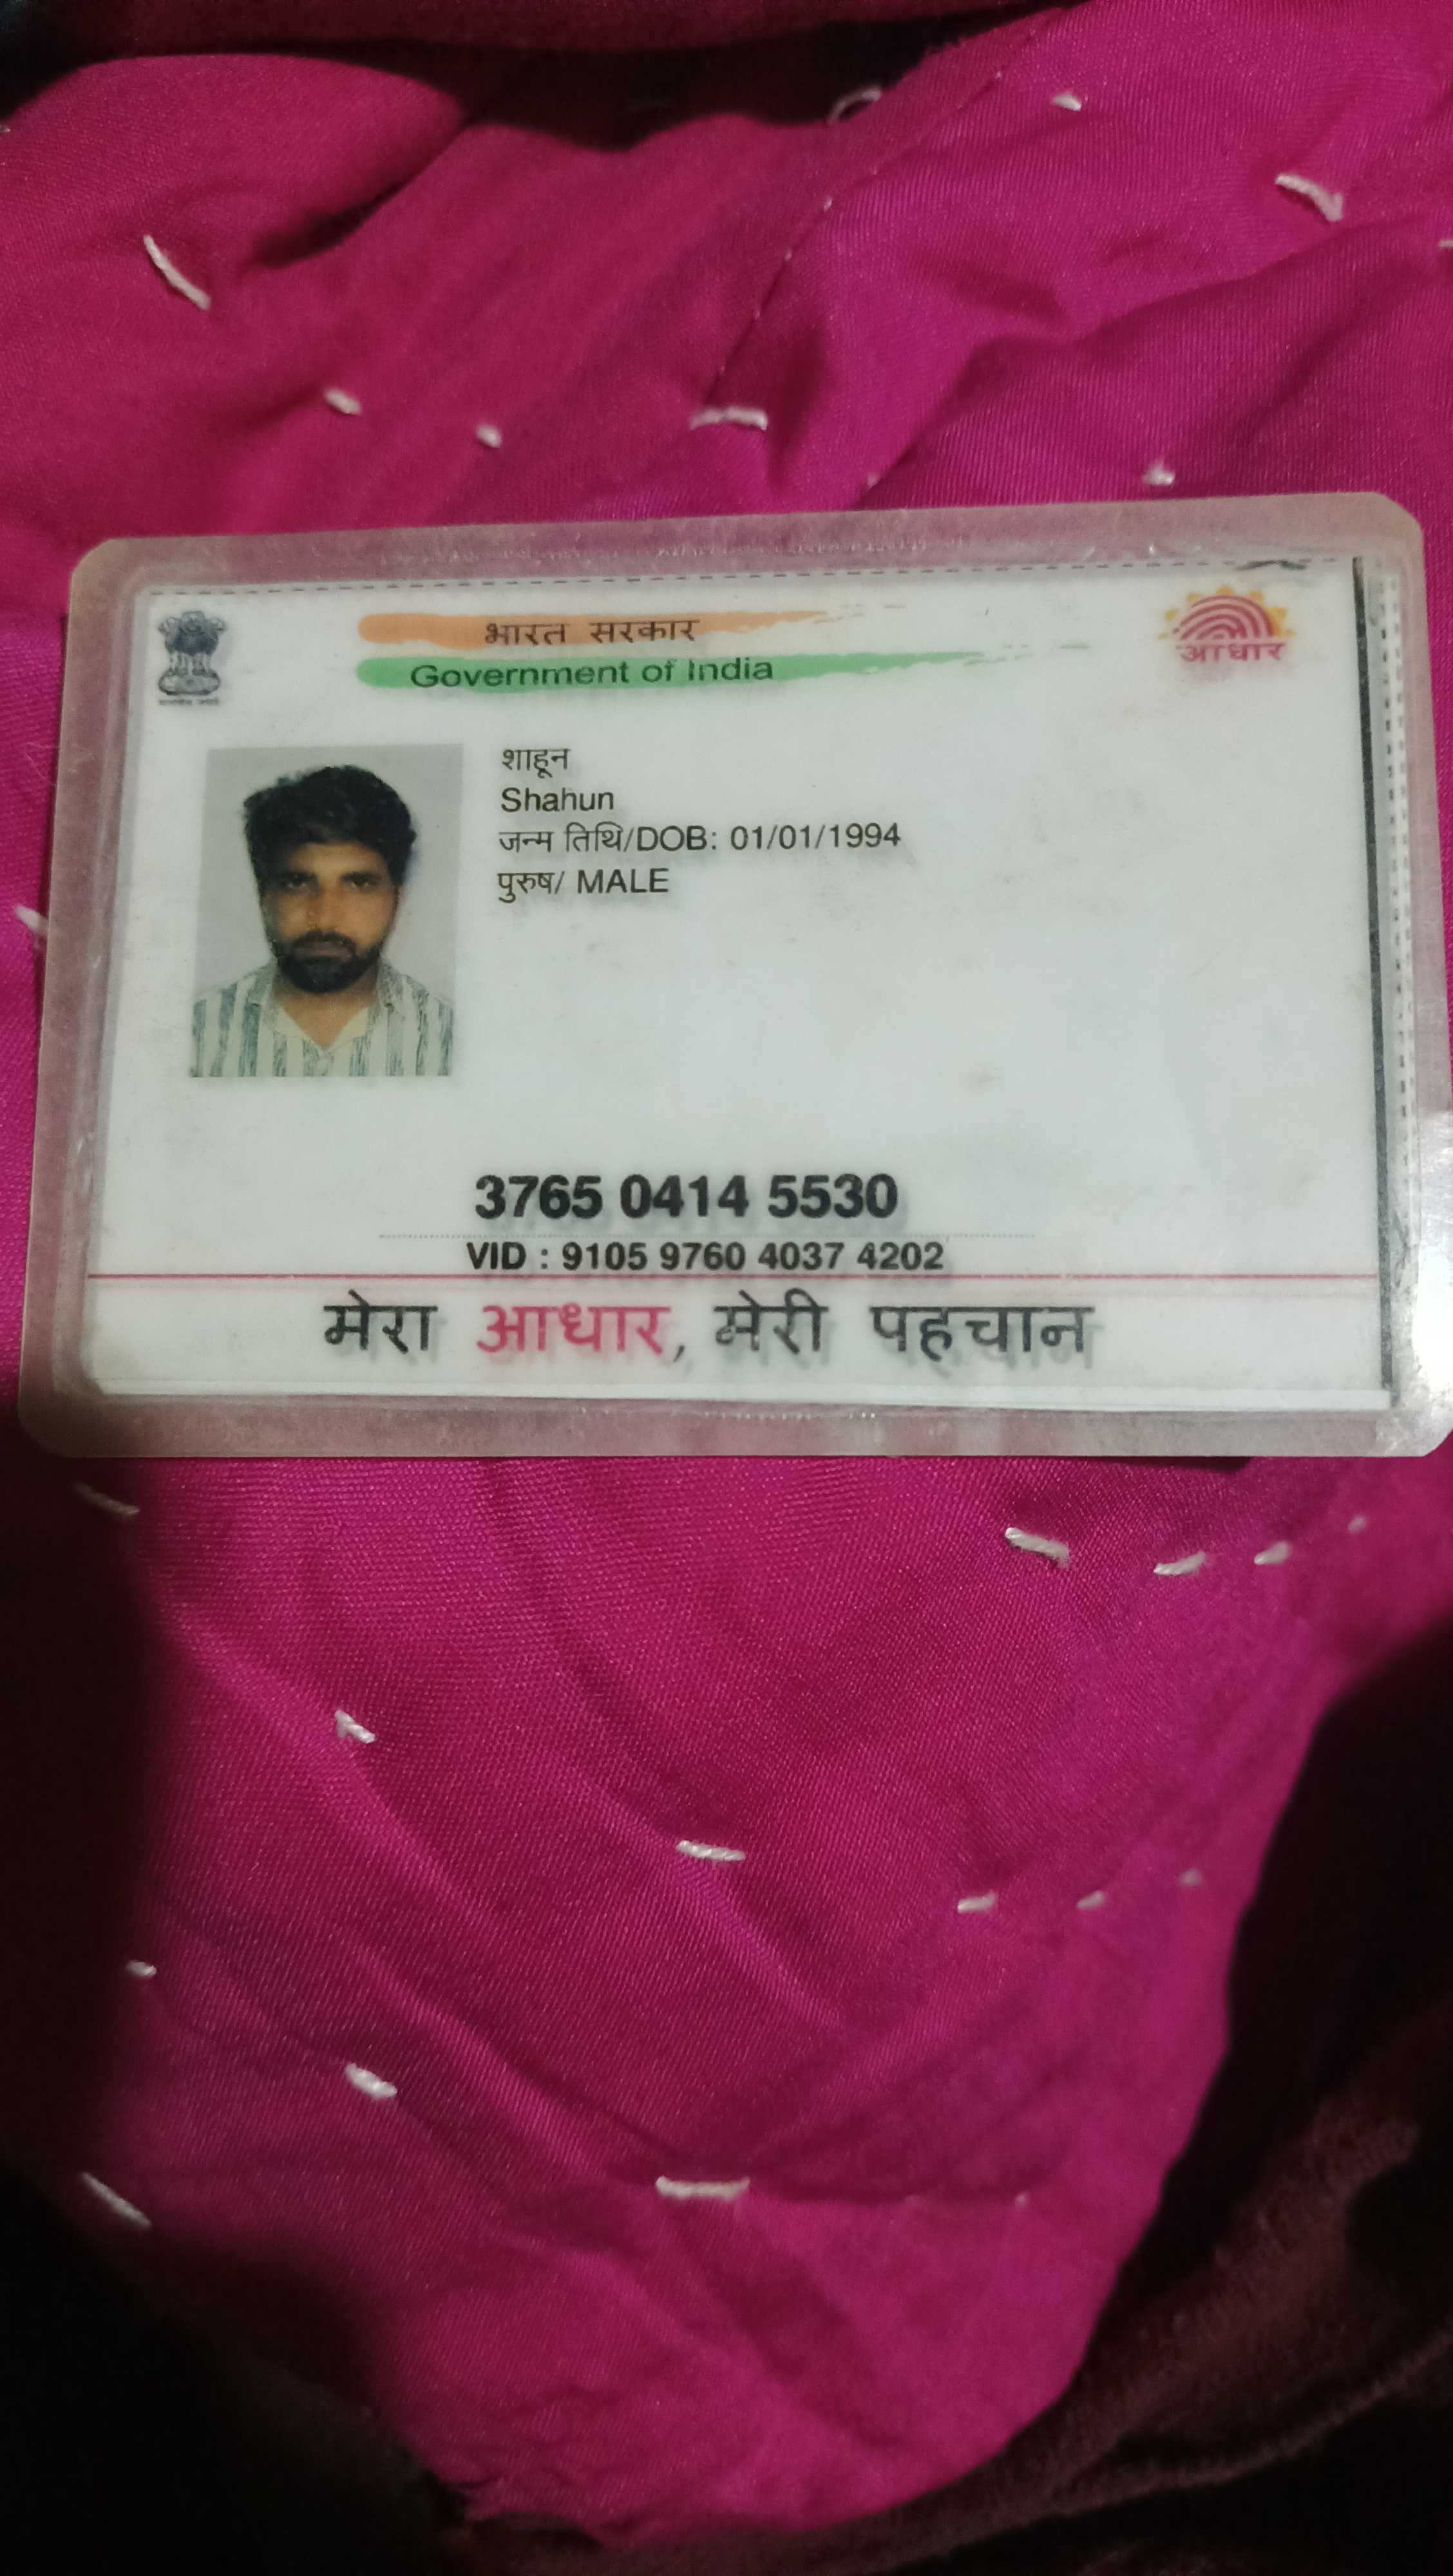 भारत सरकार
Government of India
आधार
शाहून
Shahun
जन्म तिथि/DOB: 01/01/1994
पुरुष/ MALE
3765 0414 5530
VID : 9105 9760 4037 4202
मेरा आधार, मेरी पहचान